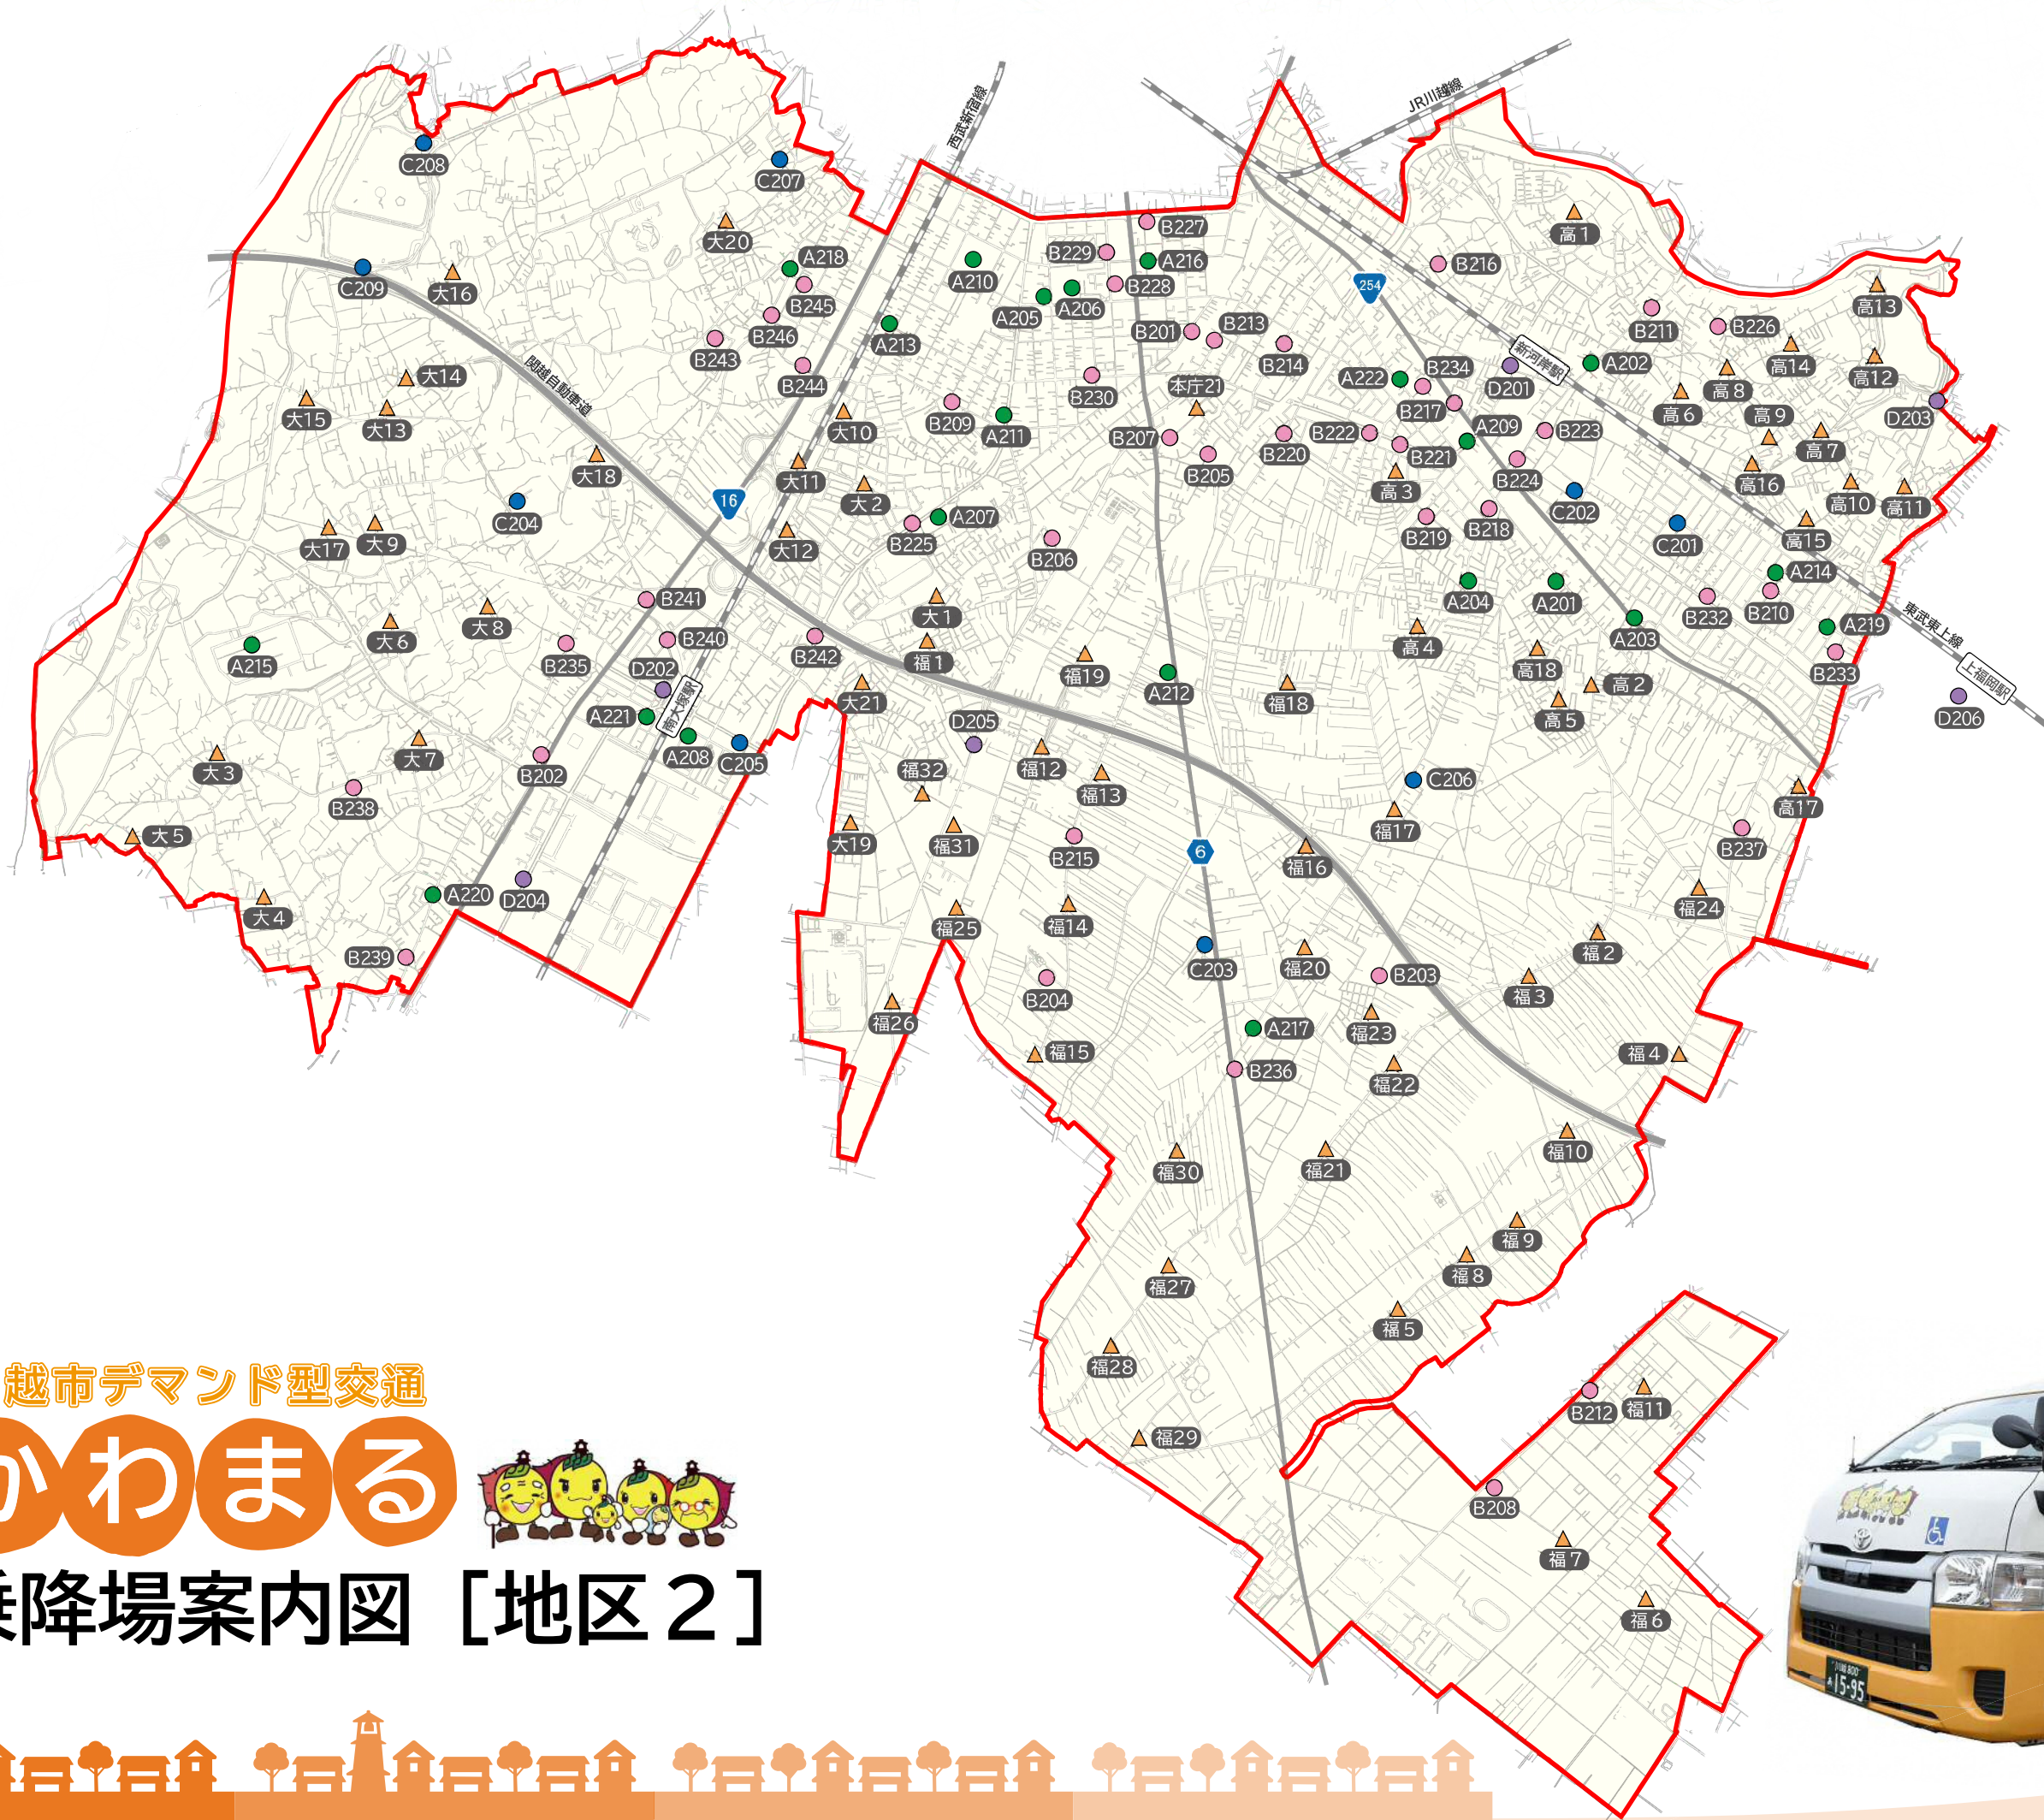 JR川越線
西武新宿線
C208
C207
大20
高1
B227
B229
A216
B216
A218
A210
B228
C209
大16
B245
A205
A206
254
高13
B246
B201
B213
B211
B226
A213
B243
B214
新河岸駅
高14
B244
A222
B234
D201
A202
高12
関越自動車道
大14
B230
本庁21
B217
高8
高6
高9
D203
大15
大13
大10
B209
A211
B207
B222
A209
B223
B220
B221
高7
大18
大11
B205
B224
高3
高16
16
大2
高10
高11
C204
A207
C202
B219
B218
大17
大9
大12
B225
B206
C201
高15
A214
B241
大1
A204
A201
B232
B210
大6
大8
B240
A203
A219
東武東上線
A215
B235
D202
B242
福1
福19
高4
高18
B233
上福岡駅
A212
高2
大21
福18
高5
A221
南大塚駅
D205
D206
大3
大7
B202
A208
C205
福32
福12
福13
C206
B238
高17
大5
大19
福31
福17
B215
6
福16
B237
A220
D204
大4
福25
福14
福24
福2
B239
C203
福20
B203
B204
福3
福26
A217
福23
福15
福4
B236
福22
福10
福30
福21
福9
福8
福27
福5
福28
B212
福11
福29
B208
福7
福6
越市デマンド型交通
かわまる
乗降場案内図［地区２］
川越 800
あ 15-95